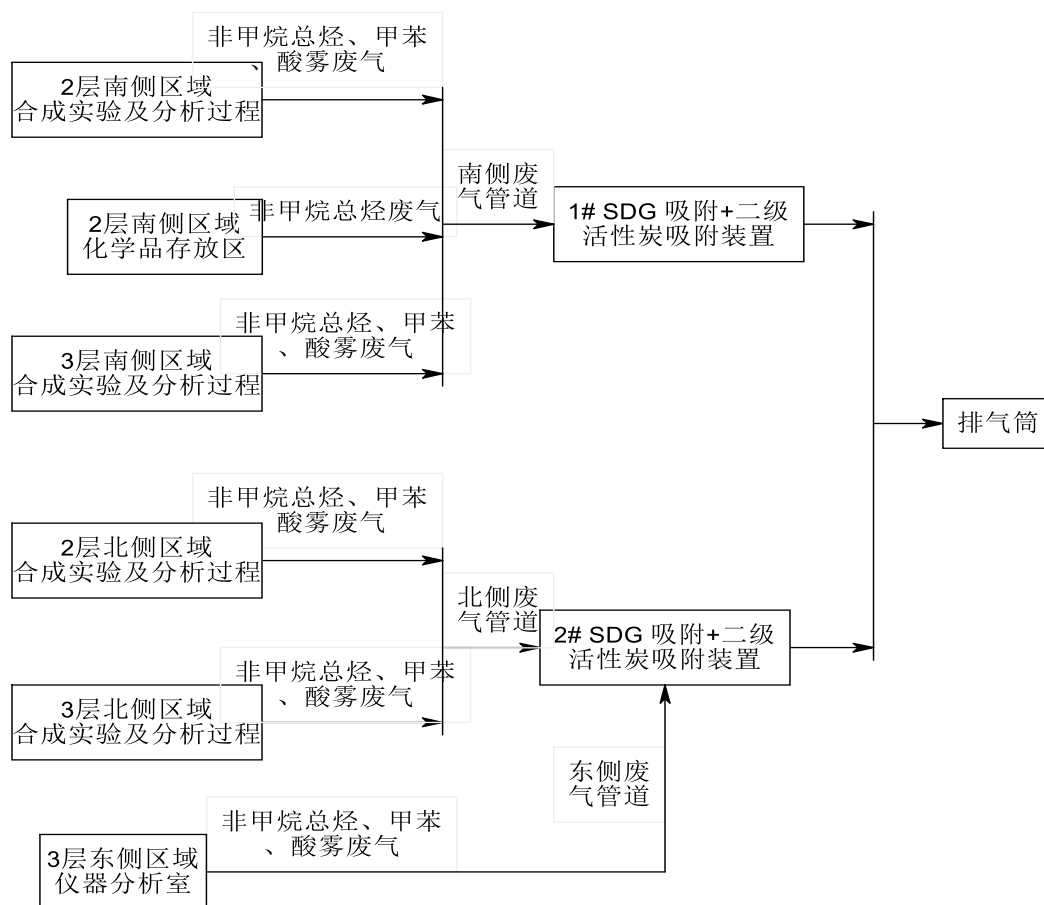 非甲烷总烃、甲苯
、酸雾废气
2层南侧区域
合成实验及分析过程
南侧废
气管道
非甲烷总烃废气
2层南侧区域
化学品存放区
1# SDG 吸附+二级
活性炭吸附装置
非甲烷总烃、甲苯
、酸雾废气
3层南侧区域
合成实验及分析过程
排气筒
非甲烷总烃、甲苯
酸雾废气
2层北侧区域
合成实验及分析过程
北侧废
气管道
2# SDG 吸附+二级
活性炭吸附装置
非甲烷总烃、甲苯
、酸雾废气
3层北侧区域
合成实验及分析过程
东侧废
气管道
非甲烷总烃、甲苯
、酸雾废气
3层东侧区域
仪器分析室